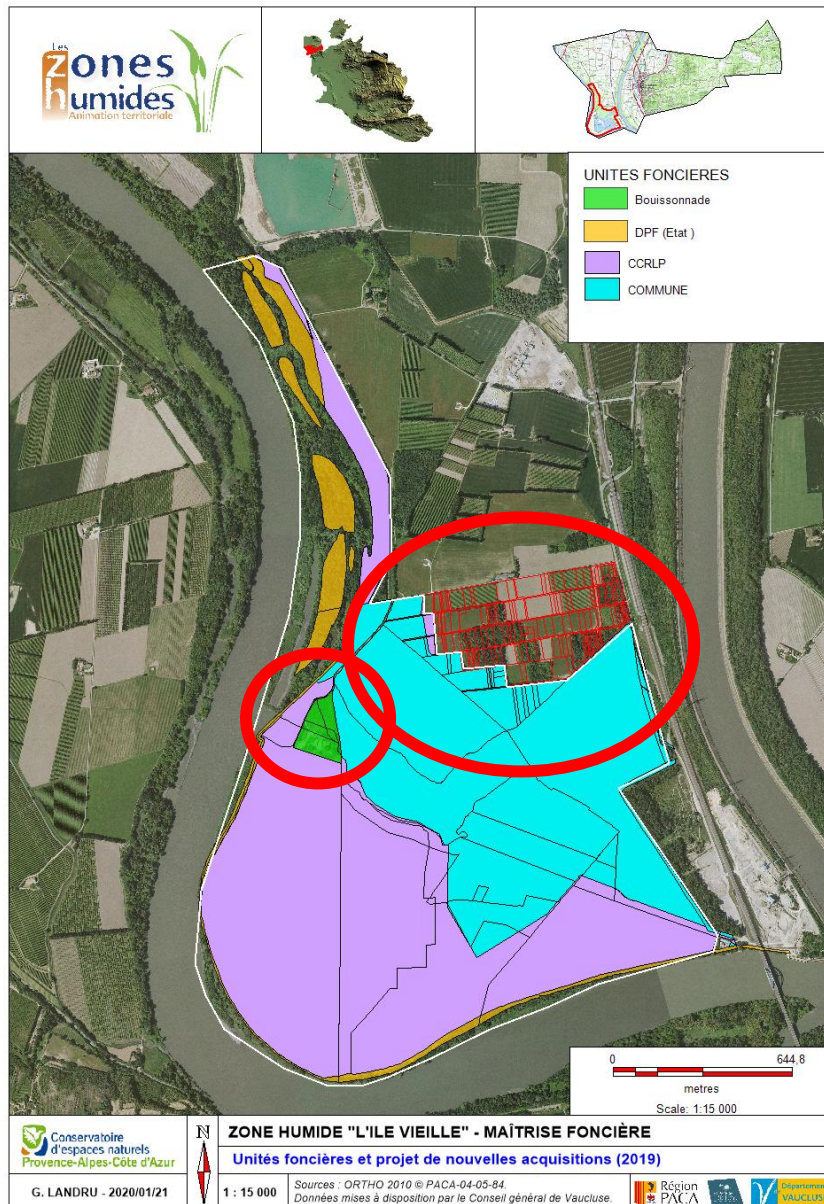 Les
zones
humides
Animation territoriale
UNITES FONCIERES
Bouissonnade
DPF (Etat )
CCRLP
COMMUNE
0
644,8
metres
Scale: 1:15 000
Conservatoire
d'espaces naturels
Provence-Alpes-Côte d'Azur
N
ZONE HUMIDE "L'ILE VIEILLE" - MAÎTRISE FONCIÈRE
Unités foncières et projet de nouvelles acquisitions (2019)
G. LANDRU - 2020/01/21
1 : 15 000
Sources : ORTHO 2010 © PACA-04-05-84.
Données mises à disposition par le Conseil général de Vaucluse.
Région
PACA
Département
VAUCLUSE